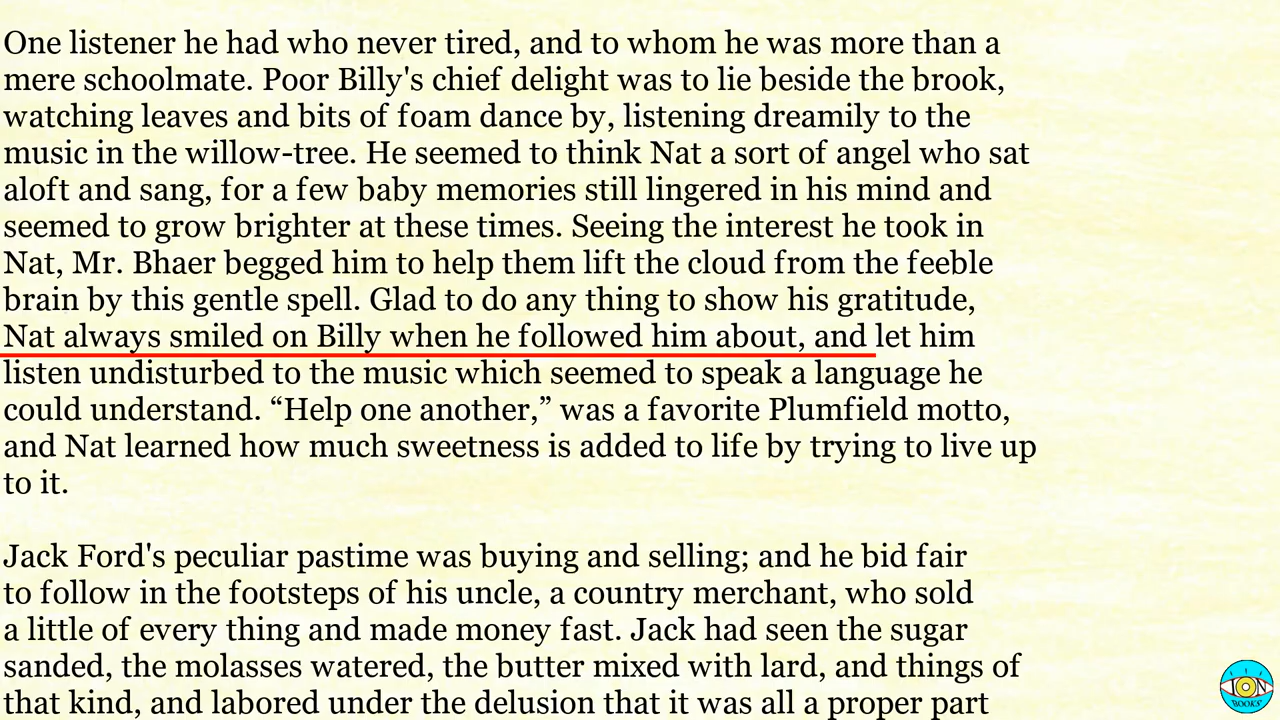 One listener he had who never tired, and to whom he was more than a
mere schoolmate. Poor Billy's chief delight was to lie beside the brook,
watching leaves and bits of foam dance by, listening dreamily to the
music in the willow-tree. He seemed to think Nat a sort of angel who sat
aloft and sang, for a few baby memories still lingered in his mind and
seemed to grow brighter at these times. Seeing the interest he took in
Nat, Mr. Bhaer begged him to help them lift the cloud from the feeble
brain by this gentle spell. Glad to do any thing to show his gratitude,
Nat always smiled on Billy when he followed him about, and let him
listen undisturbed to the music which seemed to speak a language he
could understand. “Help one another,” was a favorite Plumfield motto,
and Nat learned how much sweetness is added to life by trying to live up
to it.
Jack Ford's peculiar pastime was buying and selling; and he bid fair
to follow in the footsteps of his uncle, a country merchant, who sold
a little of every thing and made money fast. Jack had seen the sugar
sanded, the molasses watered, the butter mixed with lard, and things of
that kind, and labored under the delusion that it was all a proper part
ION
BOOKS